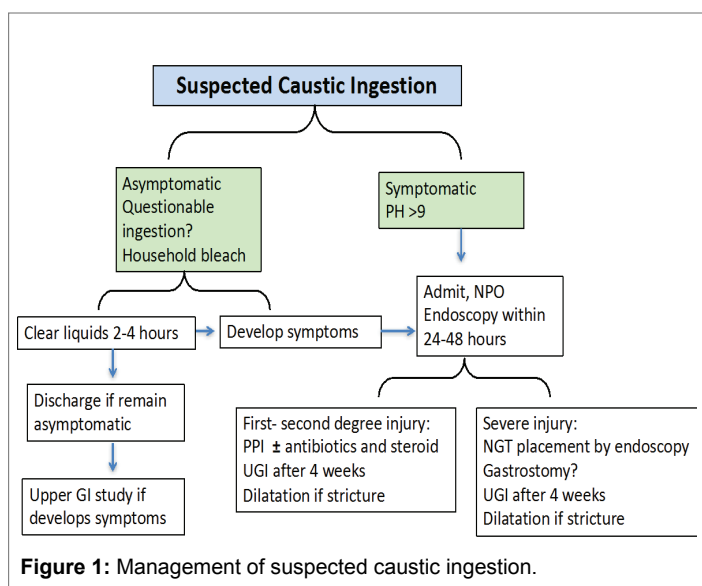 Suspected Caustic Ingestion
Asymptomatic
Questionable
ingestion?
Household bleach
Symptomatic
PH >9
Clear liquids 2-4 hours
Develop symptoms
Admit, NPO
Endoscopy within
24-48 hours
Discharge if remain
asymptomatic
Upper GI study if
develops symptoms
First- second degree injury:
PPI ± antibiotics and steroid
UGI after 4 weeks
Dilatation if stricture
Severe injury:
NGT placement by endoscopy
Gastrostomy?
UGI after 4 weeks
Dilatation if stricture
Figure 1: Management of suspected caustic ingestion.